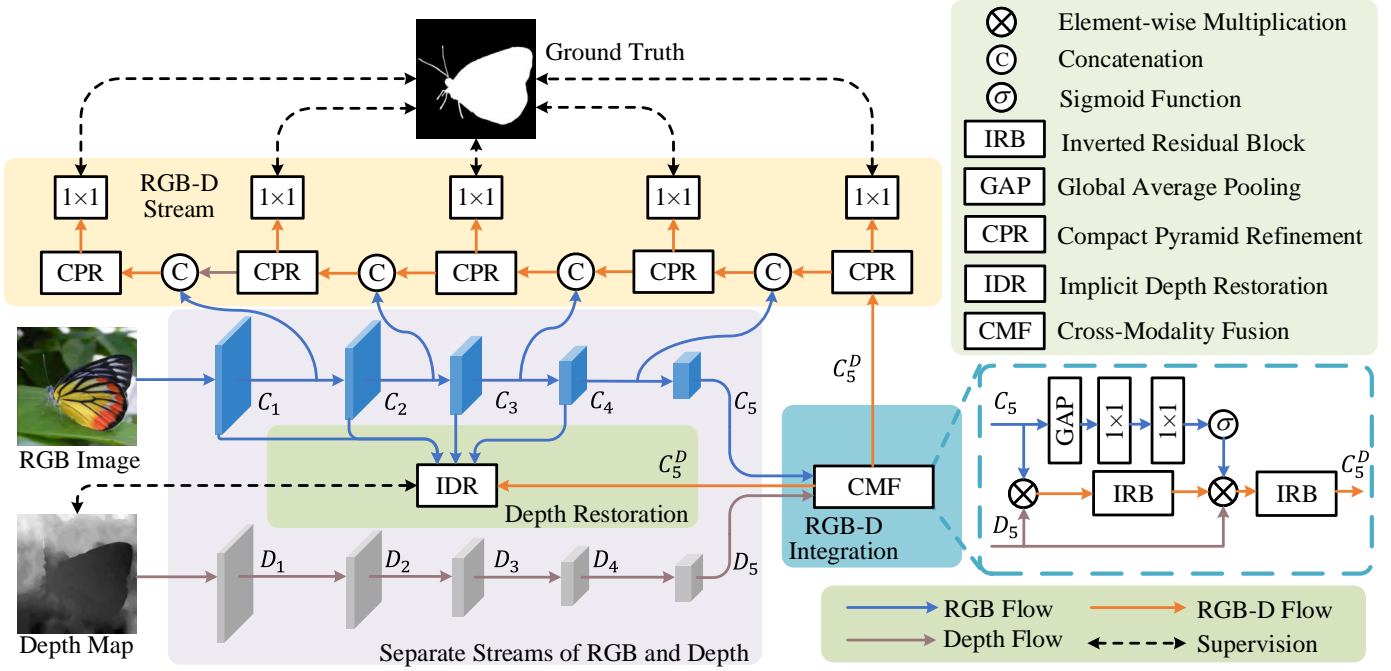 Ground Truth
RGB-D
Stream
1×1
1×1
1×1
1×1
1×1
CPR
C
CPR
C
CPR
C
CPR
C
CPR
RGB Image
C₁
C₂
C₃
C₄
C₅
C₅ᴰ
C₅ᴰ
IDR
Depth Restoration
CMF
RGB-D
Integration
Depth Map
D₁
D₂
D₃
D₄
D₅
Separate Streams of RGB and Depth
Element-wise Multiplication
C Concatenation
σ Sigmoid Function
IRB Inverted Residual Block
GAP Global Average Pooling
CPR Compact Pyramid Refinement
IDR Implicit Depth Restoration
CMF Cross-Modality Fusion
C₅
GAP
1×1
1×1
σ
D₅
IRB
IRB
C₅ᴰ
RGB Flow
RGB-D Flow
Depth Flow
Supervision